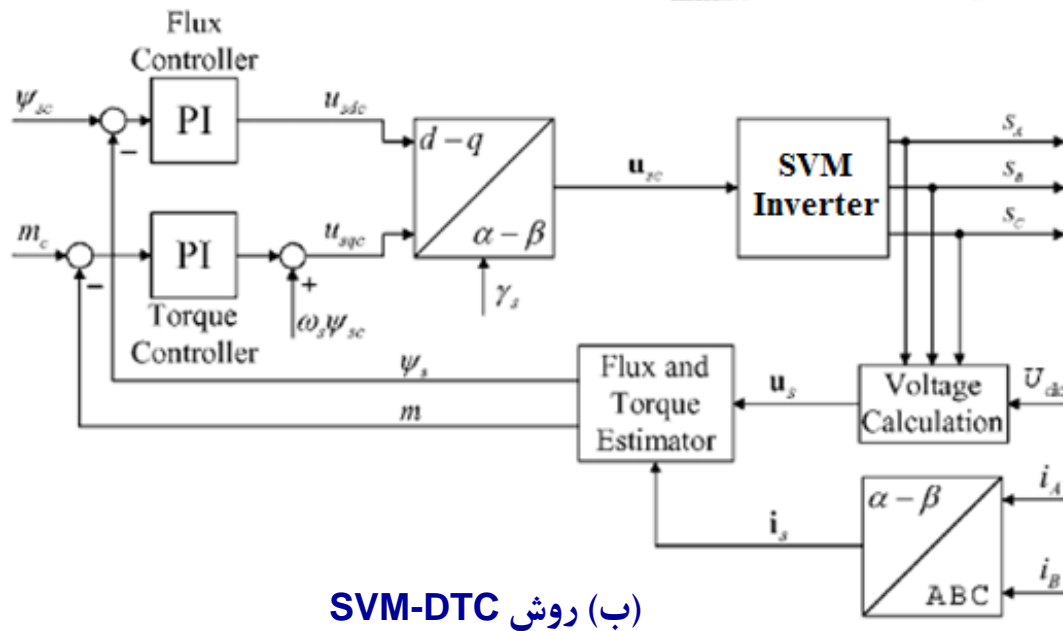 Flux
Controller
ψsc
PI
usdc
−
d − q
α − β
usc
SVM
Inverter
SA
SB
SC
mc
PI
usqc
−
+
ωsψsc
γs
Torque
Controller
ψs
m
Flux and
Torque
Estimator
us
Voltage
Calculation
Udc
is
α − β
ABC
iA
iB
(ب) روش SVM-DTC